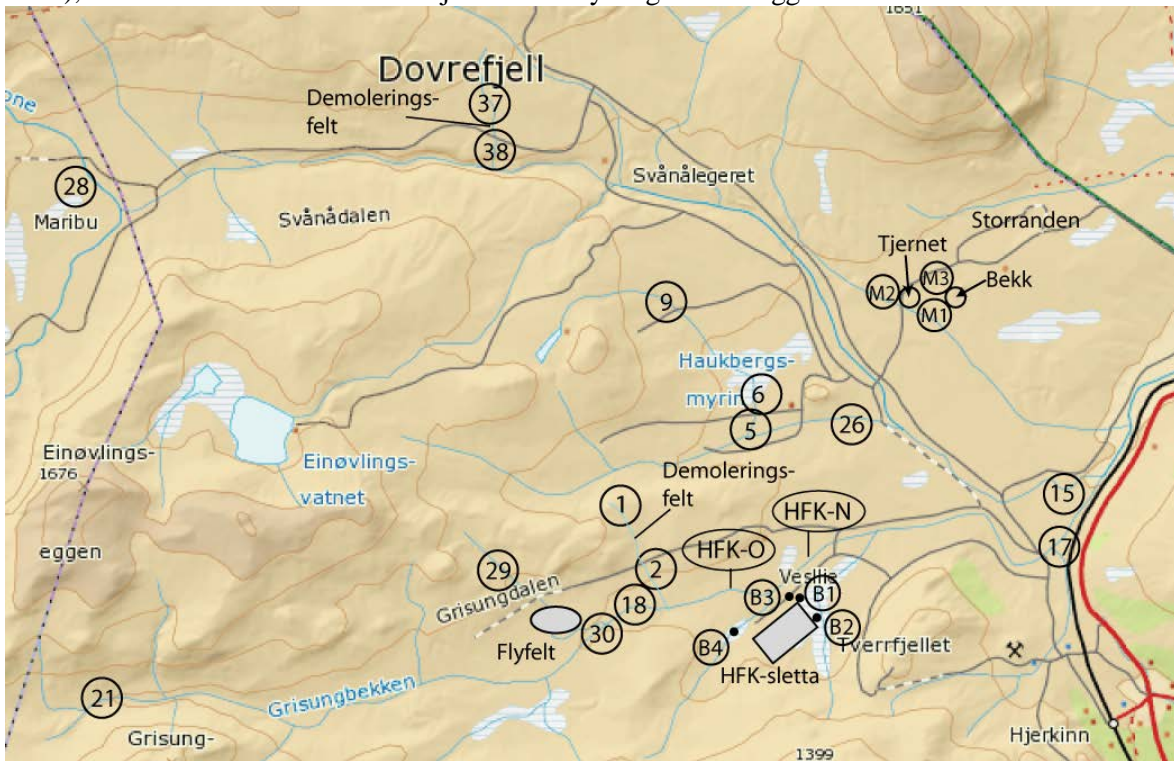 1651
Dovrefjell
37
Demolerings-
felt
38
one
28
Maribu
Svånådalen
Svånålegeret
Storranden
Tjernet
M3
Bekk
M2
M1
9
Haukbergs-
myrin
6
5
26
Einøvlings-
1676
eggen
Einøvlings-
vatnet
Demolerings-
felt
1
HFK-N
15
HFK-O
17
2
29
Grisungdalen
Vesllie
B3
B1
18
30
Flyfelt
B4
B2
Tverrfjellet
HFK-sletta
21
Grisungbekken
Grisung-
1399
Hjerkinn